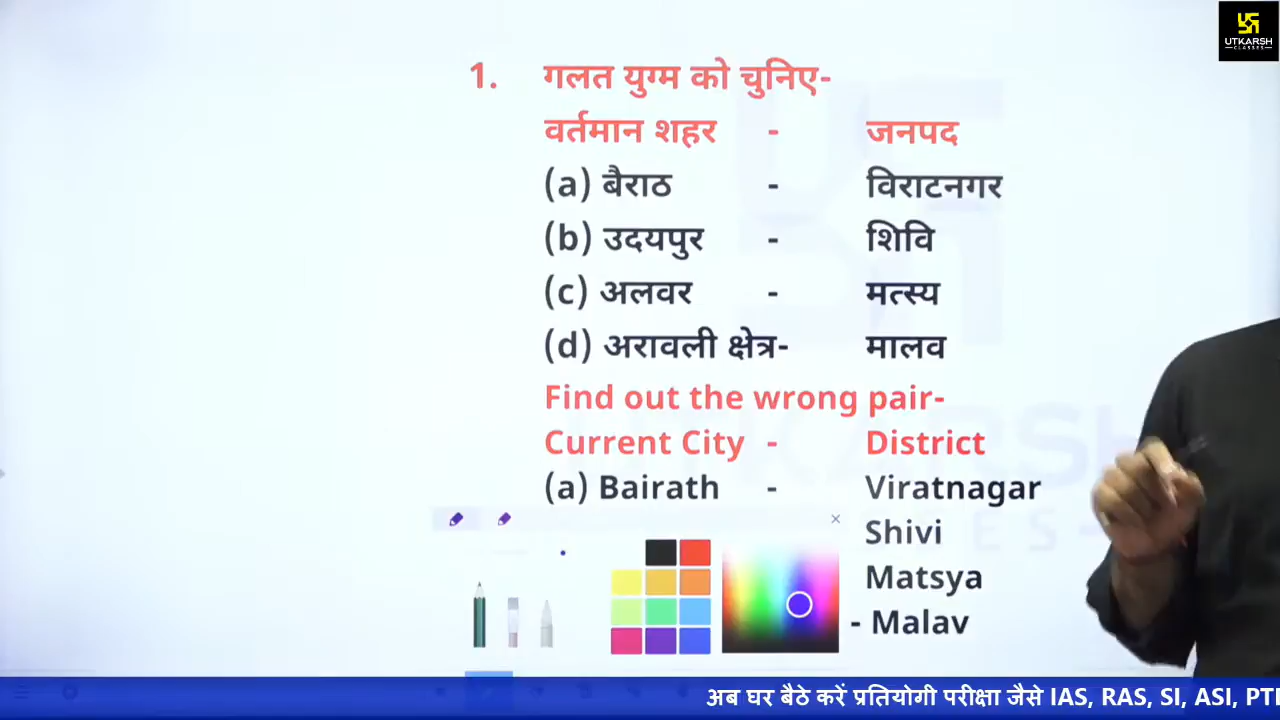 UTKARSH
CLASSES
1. गलत युग्म को चुनिए-
वर्तमान शहर - जनपद
(a) बैराठ - विराटनगर
(b) उदयपुर - शिवि
(c) अलवर - मत्स्य
(d) अरावली क्षेत्र- मालव
Find out the wrong pair-
Current City - District
(a) Bairath - Viratnagar
Shivi
Matsya
- Malav
अब घर बैठे करें प्रतियोगी परीक्षा जैसे IAS, RAS, SI, ASI, PTI